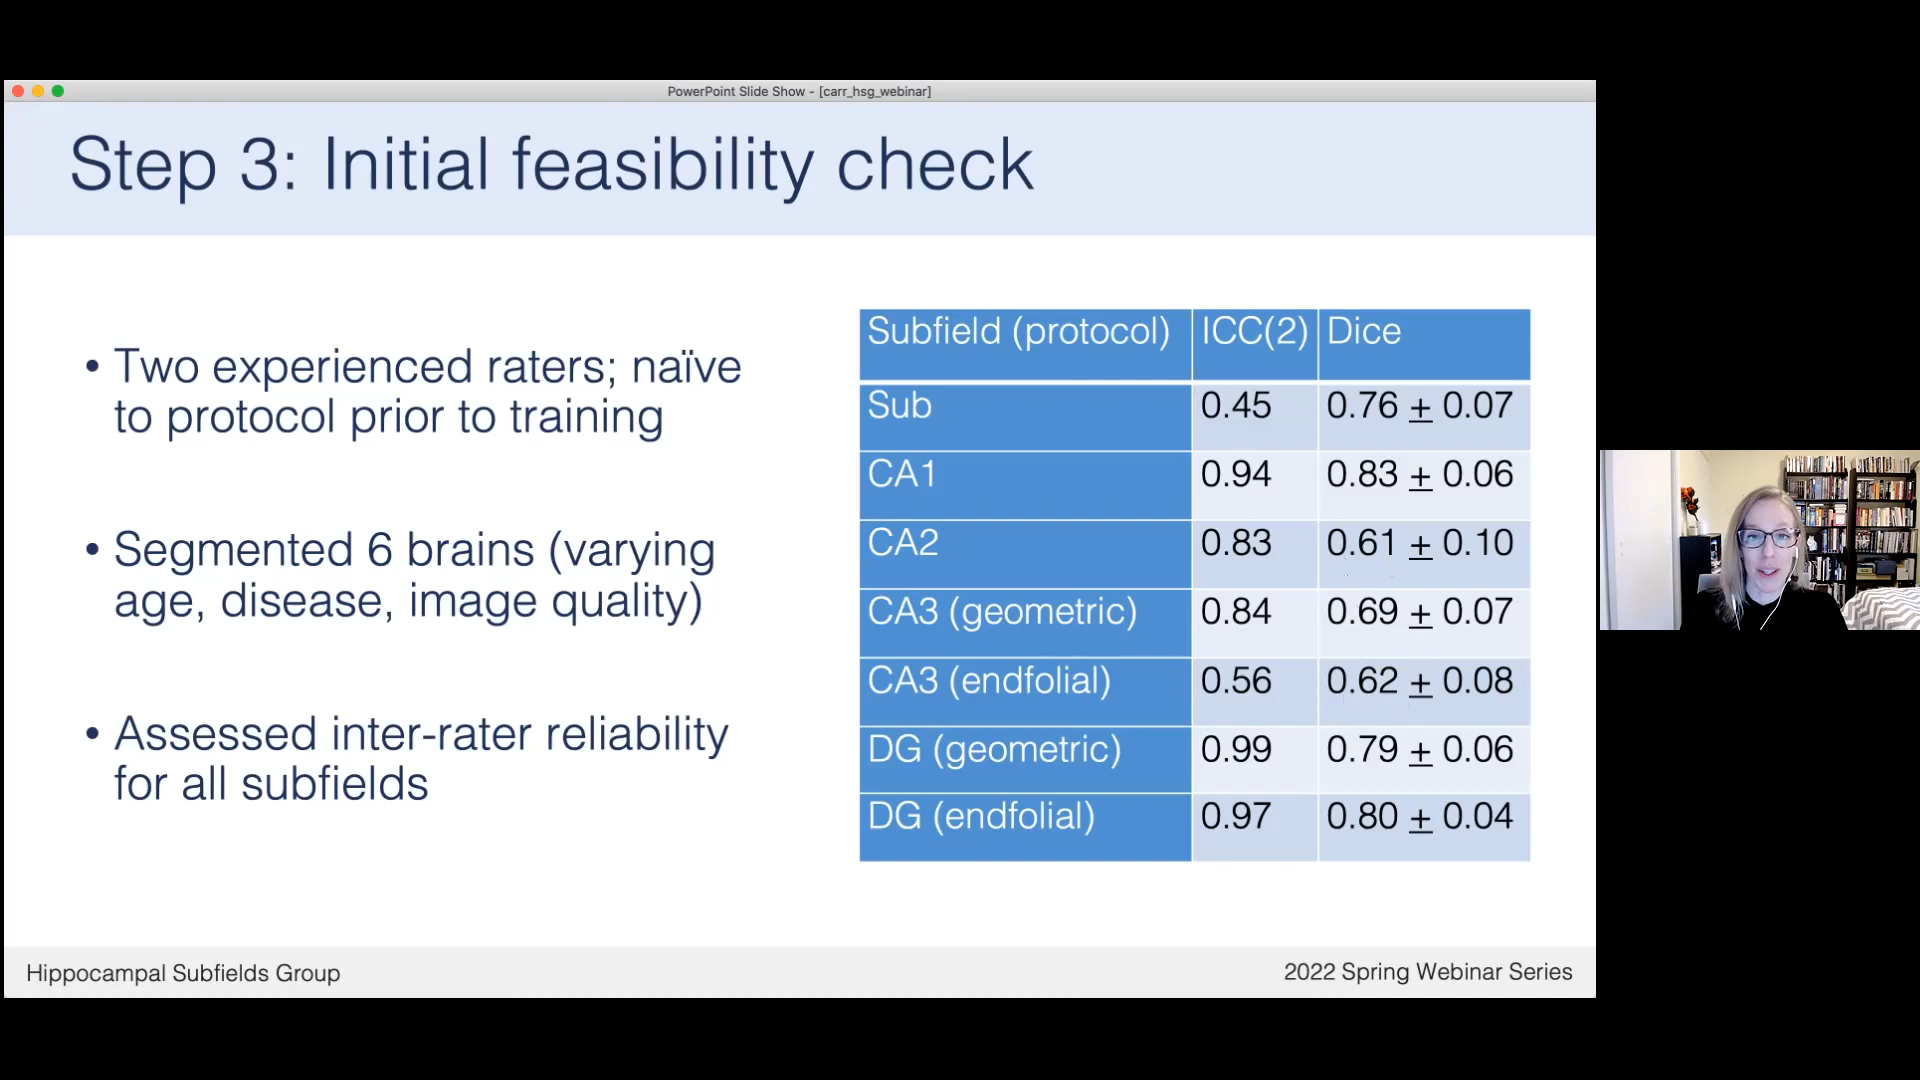 PowerPoint Slide Show - [carr_hsg_webinar]
Step 3: Initial feasibility check
• Two experienced raters; naïve
to protocol prior to training
• Segmented 6 brains (varying
age, disease, image quality)
• Assessed inter-rater reliability
for all subfields
Subfield (protocol) ICC(2) Dice
Sub 0.45 0.76 ± 0.07
CA1 0.94 0.83 ± 0.06
CA2 0.83 0.61 ± 0.10
CA3 (geometric) 0.84 0.69 ± 0.07
CA3 (endfolial) 0.56 0.62 ± 0.08
DG (geometric) 0.99 0.79 ± 0.06
DG (endfolial) 0.97 0.80 ± 0.04
Hippocampal Subfields Group
2022 Spring Webinar Series